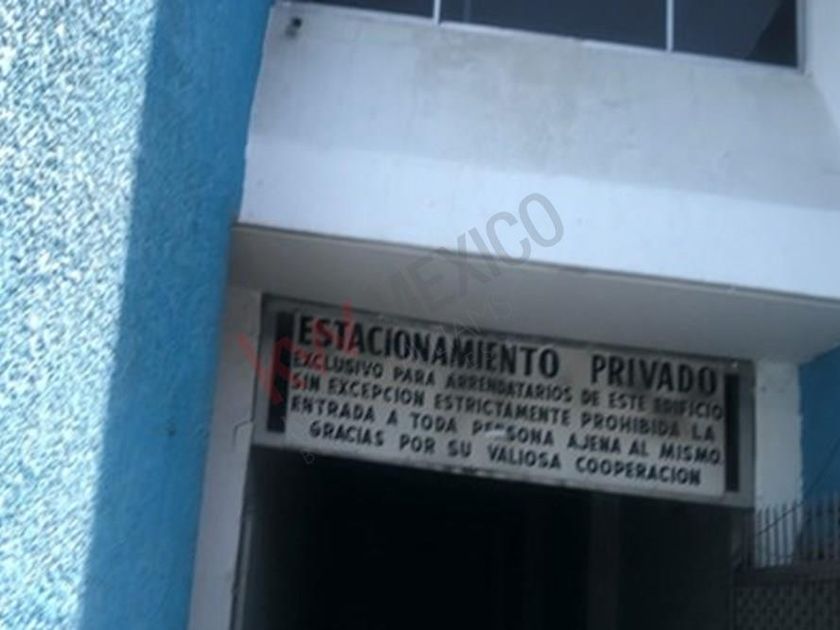 ESTACIONAMIENTO PRIVADO
EXCLUSIVO PARA ARRENDATARIOS DE ESTE EDIFICIO
SIN EXCEPCION ESTRICTAMENTE PROHIBIDA LA
ENTRADA A TODA PERSONA AJENA AL MISMO.
GRACIAS POR SU VALIOSA COOPERACION
MEXICO